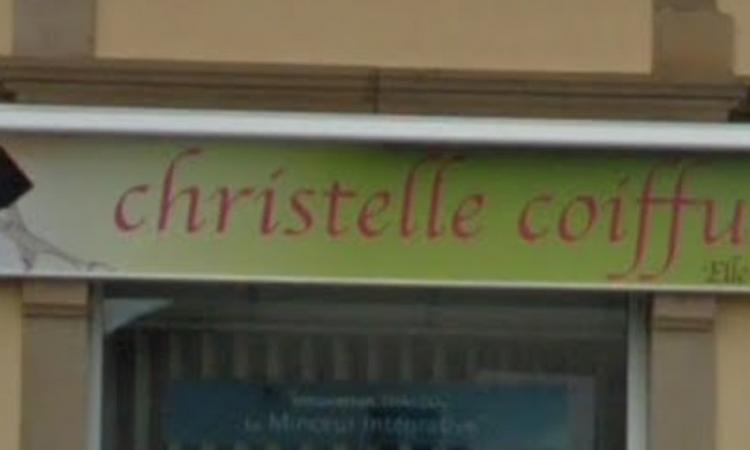 christelle coiffu
la Minceur Intégrative